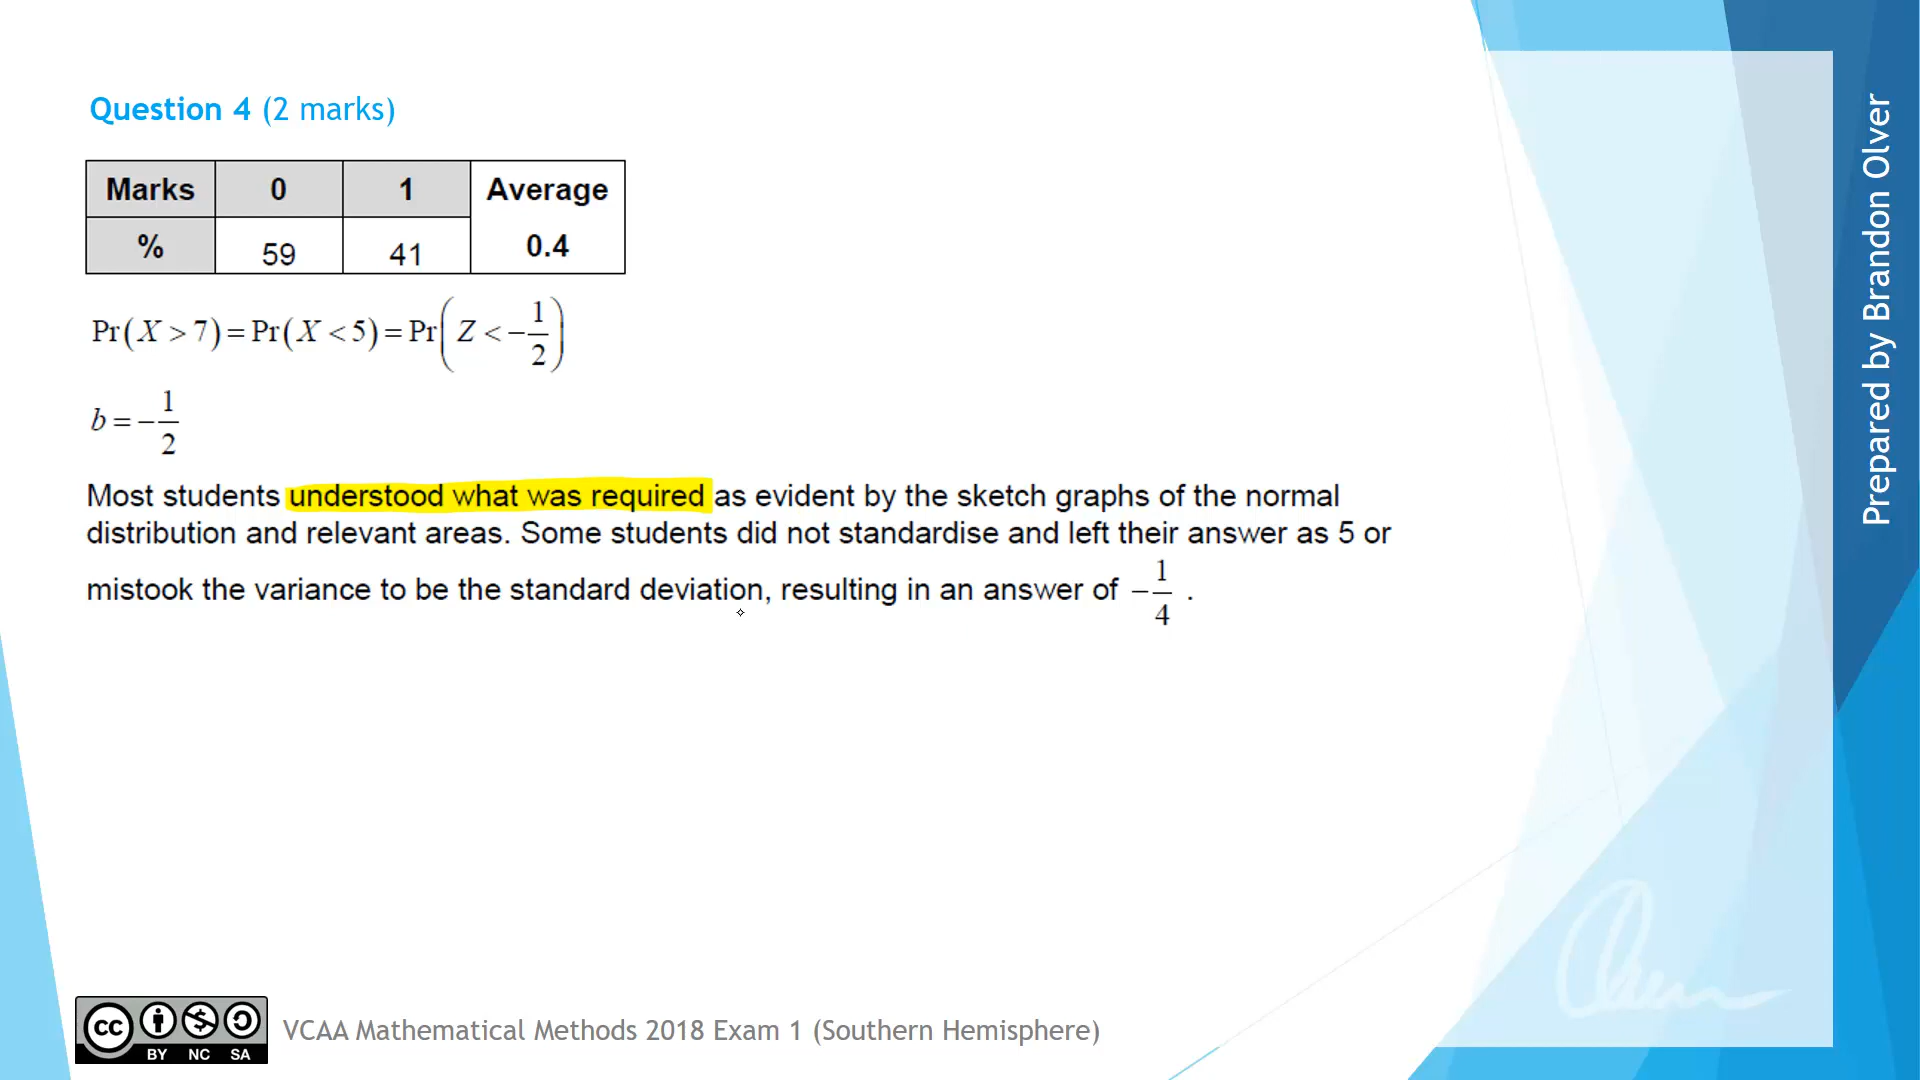 Question 4 (2 marks)
Marks 0 1 Average
% 59 41 0.4
Pr(X > 7) = Pr(X < 5) = Pr(Z < -1/2)
b = -1/2
Most students understood what was required as evident by the sketch graphs of the normal
distribution and relevant areas. Some students did not standardise and left their answer as 5 or
mistook the variance to be the standard deviation, resulting in an answer of -1/4 .
Prepared by Brandon Olver
cc BY NC SA
VCAA Mathematical Methods 2018 Exam 1 (Southern Hemisphere)